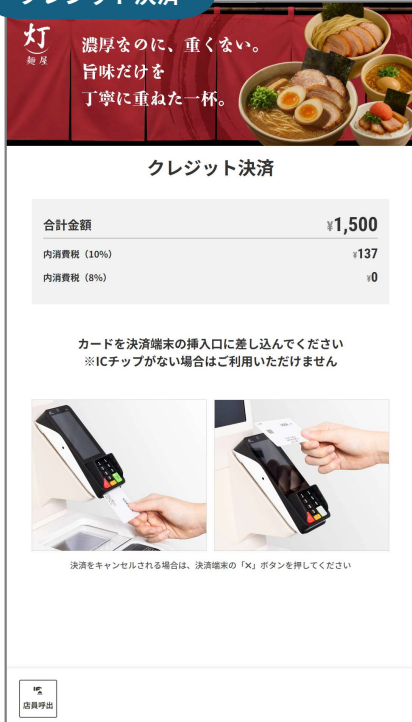 クレジット決済
灯
麺屋
濃厚なのに、重くない。
旨味だけを
丁寧に重ねた一杯。
クレジット決済
合計金額 ¥1,500
内消費税（10%） ¥137
内消費税（8%） ¥0
カードを決済端末の挿入口に差し込んでください
※ICチップがない場合はご利用いただけません
決済をキャンセルされる場合は、決済端末の「✕」ボタンを押してください
店員呼出